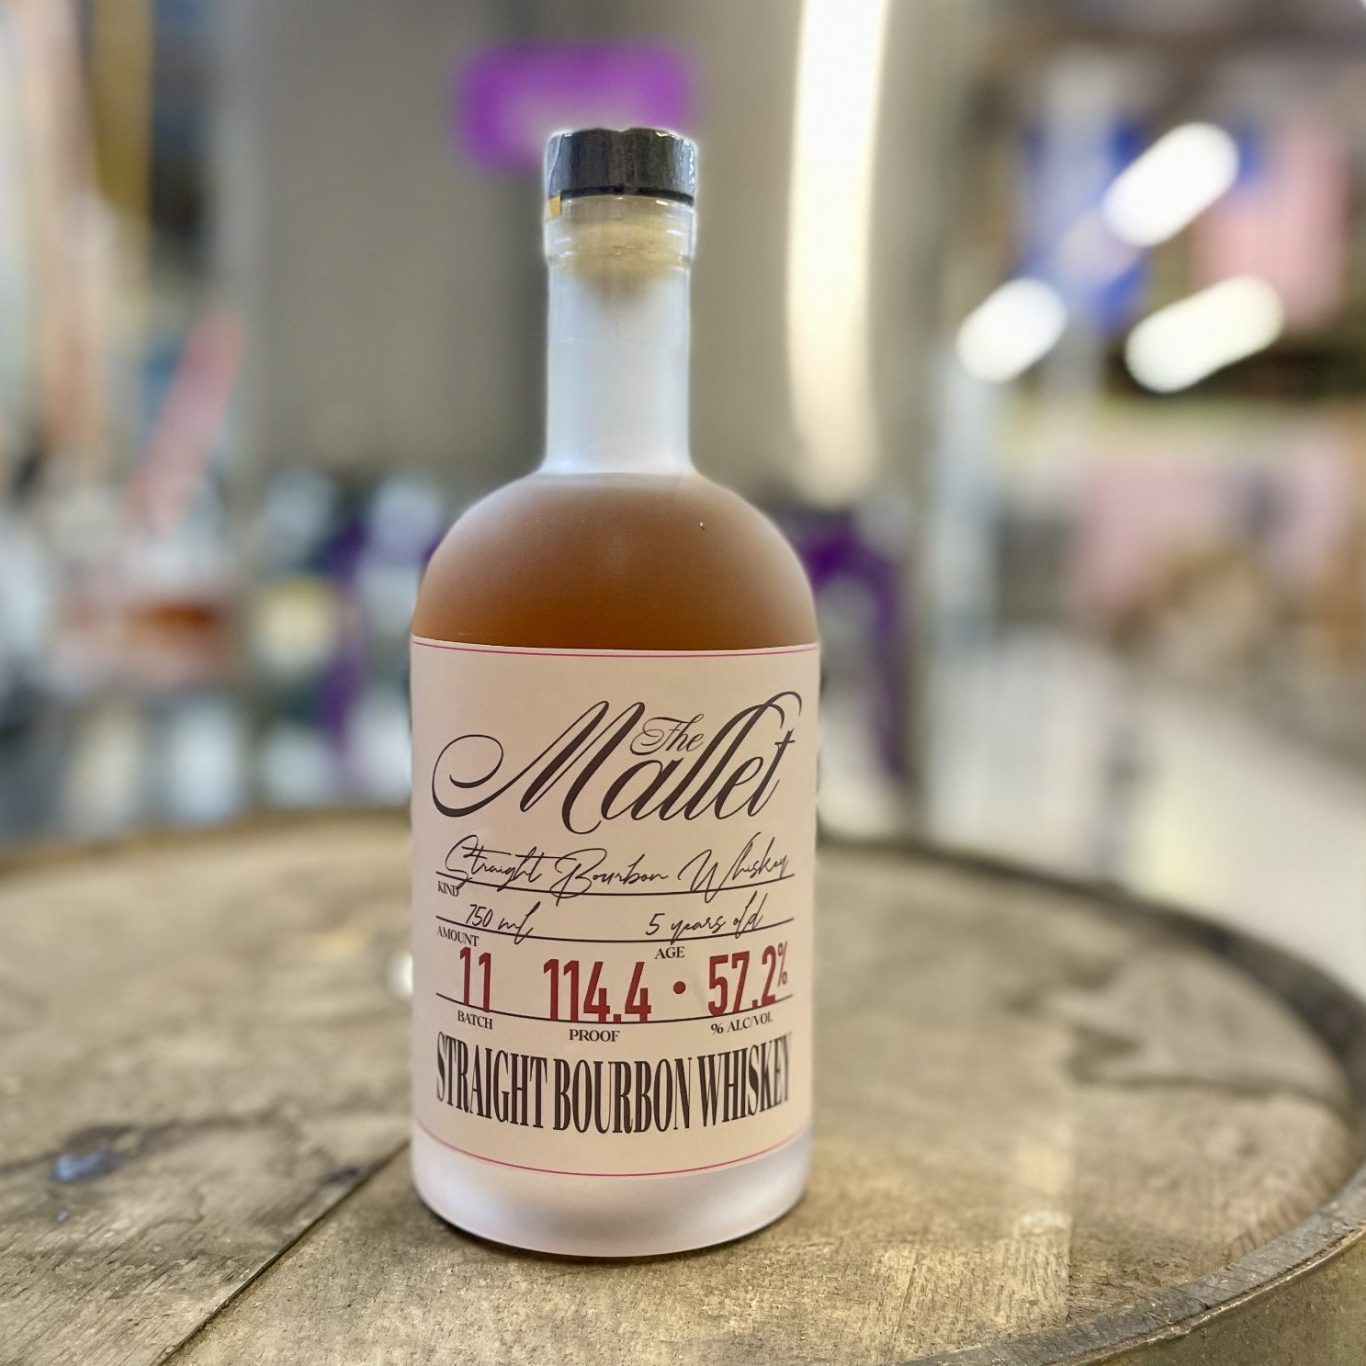 The
Mallet
Straight Bourbon Whiskey
KIND
750 ml 5 years old
AMOUNT AGE
11 114.4 • 57.2%
BATCH PROOF % ALC/VOL
STRAIGHT BOURBON WHISKEY